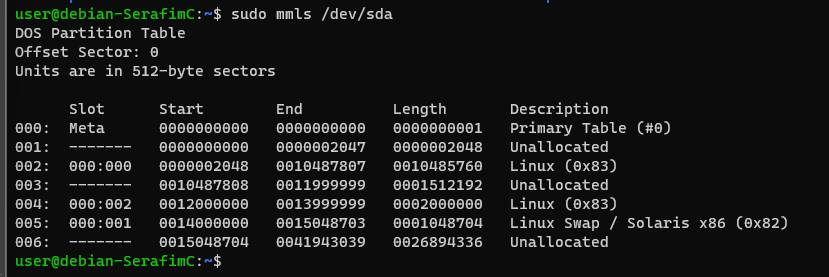 user@debian-SerafimC:~$ sudo mmls /dev/sda
DOS Partition Table
Offset Sector: 0
Units are in 512-byte sectors

      Slot      Start        End          Length       Description
000:  Meta      0000000000   0000000000   0000000001   Primary Table (#0)
001:  -------   0000000000   0000002047   0000002048   Unallocated
002:  000:000   0000002048   0010487807   0010485760   Linux (0x83)
003:  -------   0010487808   0011999999   0001512192   Unallocated
004:  000:002   0012000000   0013999999   0002000000   Linux (0x83)
005:  000:001   0014000000   0015048703   0001048704   Linux Swap / Solaris x86 (0x82)
006:  -------   0015048704   0041943039   0026894336   Unallocated
user@debian-SerafimC:~$